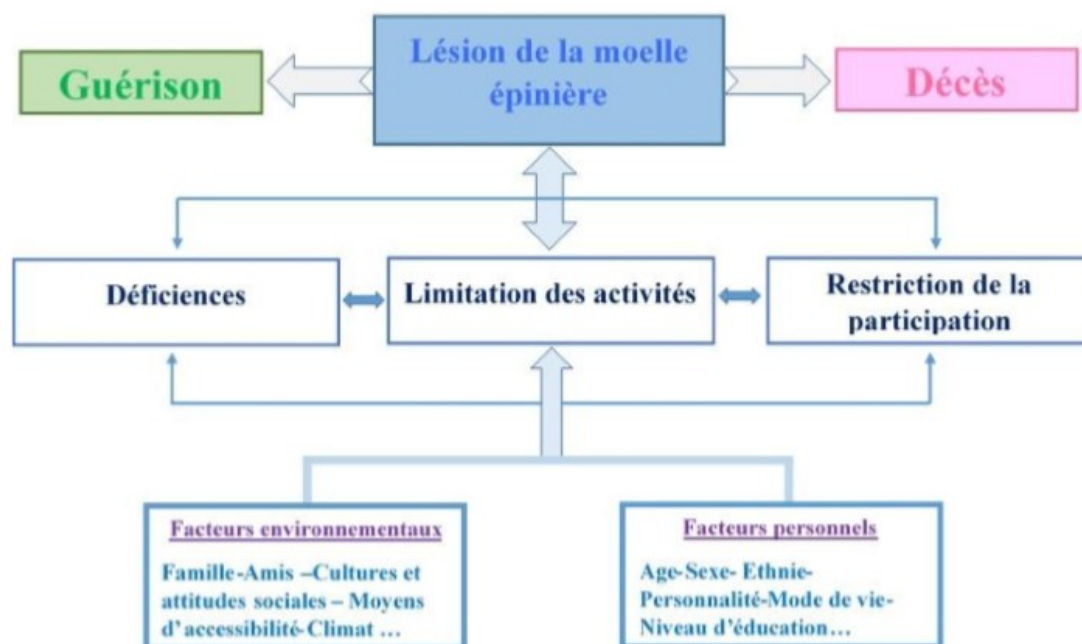 Guérison
Lésion de la moelle
épinière
Décès
Déficiences
Limitation des activités
Restriction de la
participation
Facteurs environnementaux
Famille-Amis –Cultures et
attitudes sociales – Moyens
d’accessibilité-Climat …
Facteurs personnels
Age-Sexe- Ethnie-
Personnalité-Mode de vie-
Niveau d’éducation…